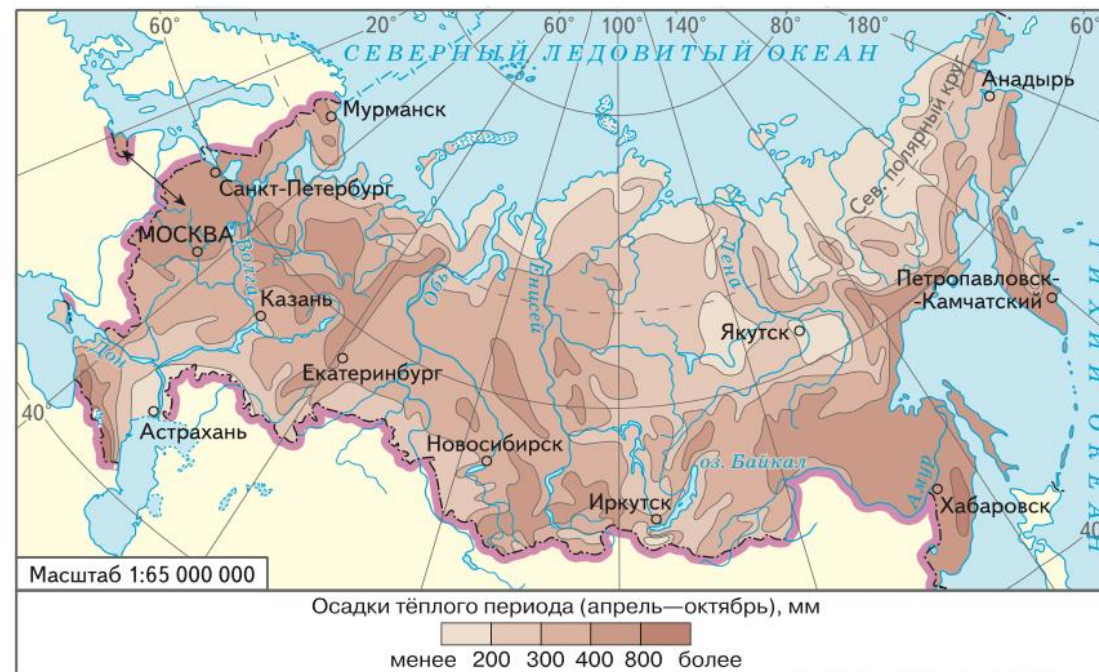 60° 20° 60° 100° 140° 80° 180° 60°
СЕВЕРНЫЙ ЛЕДОВИТЫЙ ОКЕАН
Анадырь
Мурманск
Сев. полярный круг
Санкт-Петербург
МОСКВА
Волга
Обь
Енисей
Лена
ТИХИЙ ОКЕАН
Петропавловск-
-Камчатский
Казань
Якутск
Дон
Екатеринбург
40°
Астрахань
Новосибирск
оз. Байкал
Амур
Иркутск
Хабаровск
40
Масштаб 1:65 000 000
Осадки тёплого периода (апрель—октябрь), мм
менее 200 300 400 800 более